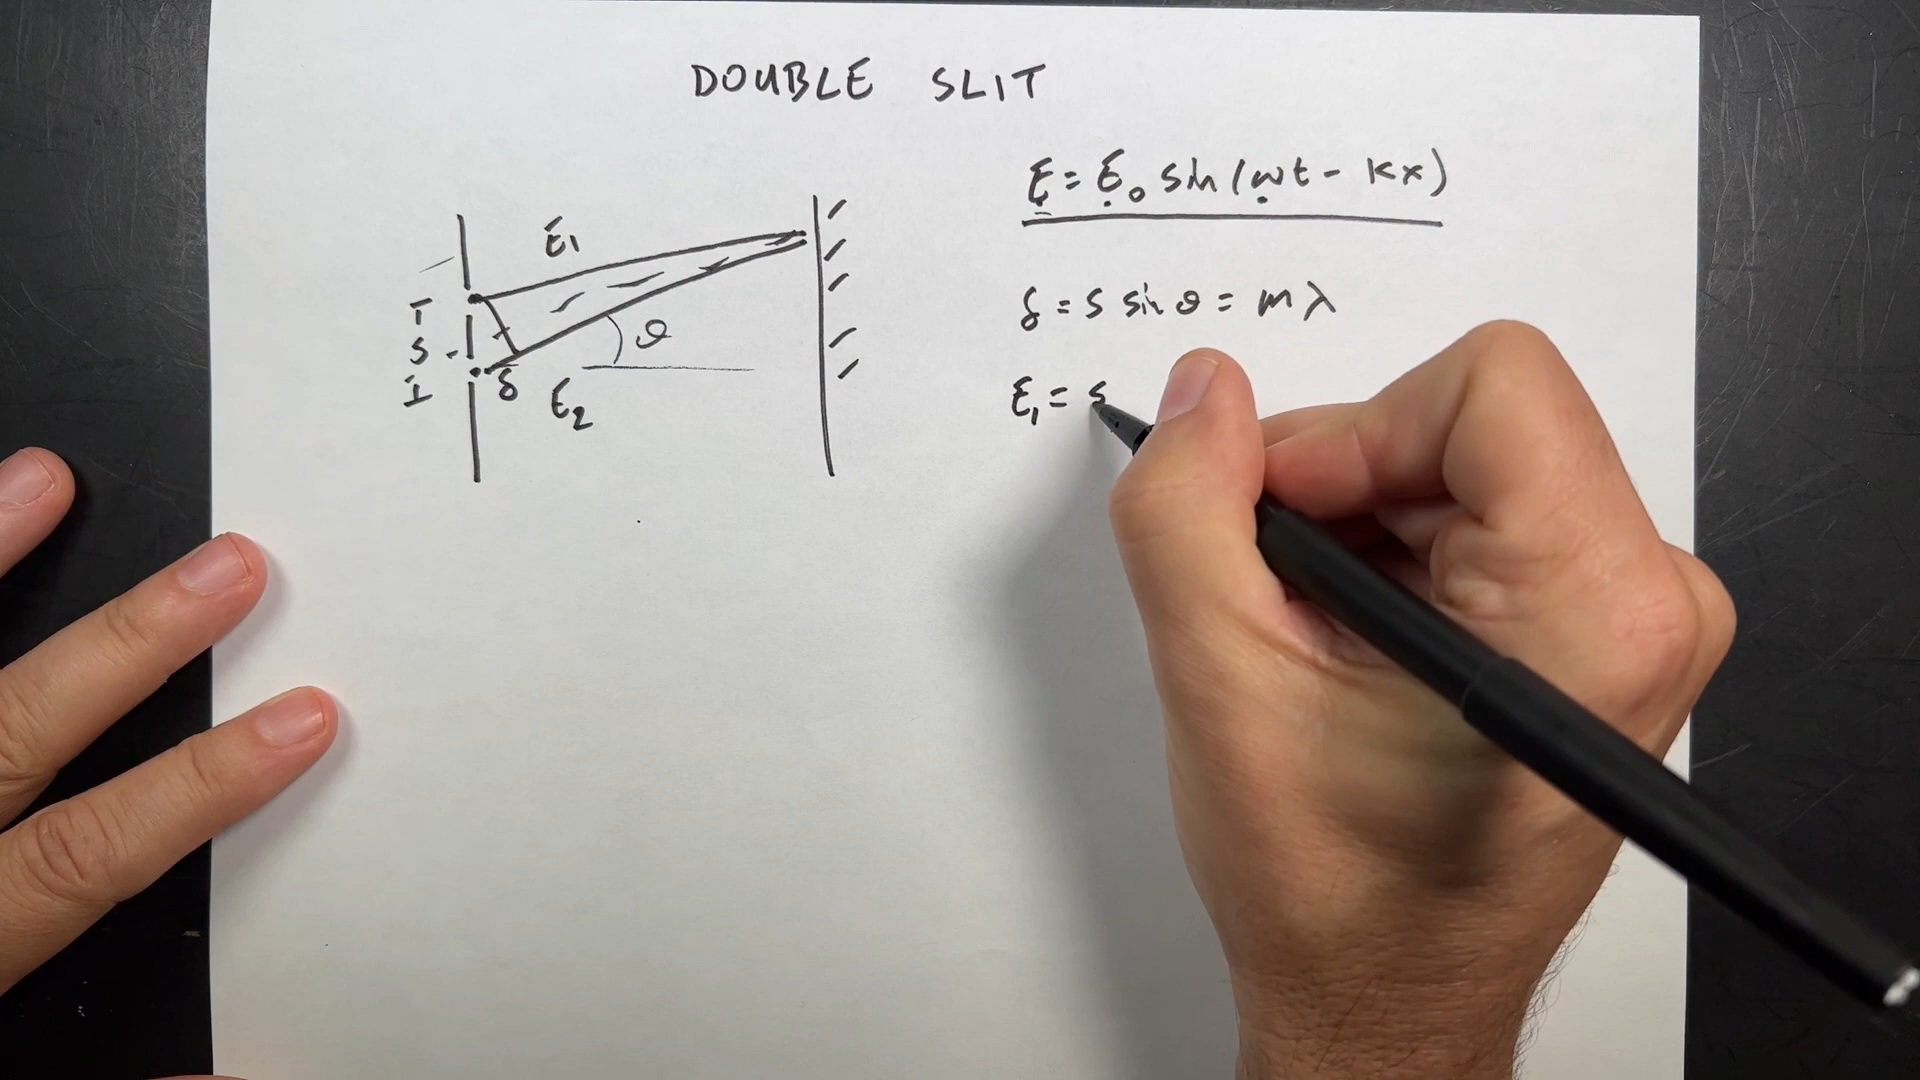 DOUBLE SLIT
E = E₀ sin(ωt - kx)
E₁
δ = s sin θ = mλ
S
θ
δ
E₂
E₁ = s